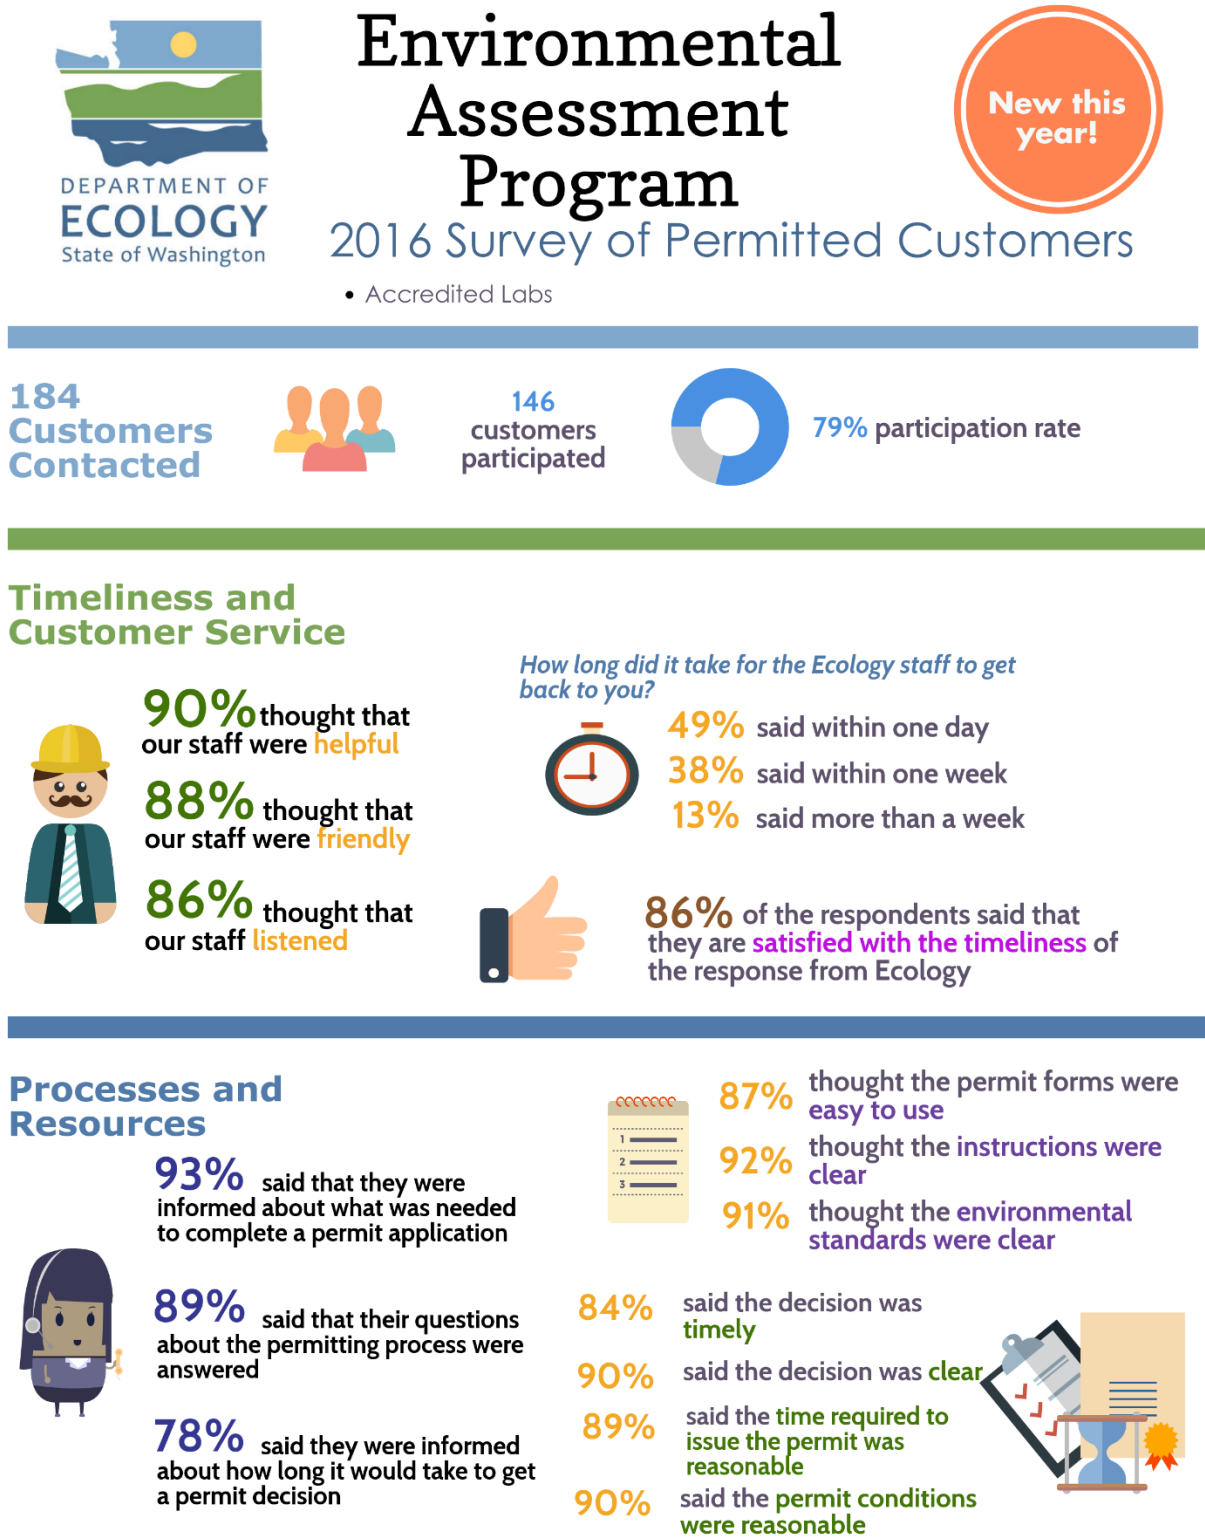 DEPARTMENT OF
ECOLOGY
State of Washington
Environmental
Assessment
Program
New this
year!
2016 Survey of Permitted Customers
• Accredited Labs
184
Customers
Contacted
146
customers
participated
79% participation rate
Timeliness and
Customer Service
90% thought that
our staff were helpful
88% thought that
our staff were friendly
86% thought that
our staff listened
How long did it take for the Ecology staff to get
back to you?
49% said within one day
38% said within one week
13% said more than a week
86% of the respondents said that
they are satisfied with the timeliness of
the response from Ecology
Processes and
Resources
93% said that they were
informed about what was needed
to complete a permit application
89% said that their questions
about the permitting process were
answered
78% said they were informed
about how long it would take to get
a permit decision
1
2
3
87% thought the permit forms were
easy to use
92% thought the instructions were
clear
91% thought the environmental
standards were clear
84% said the decision was
timely
90% said the decision was clear
89% said the time required to
issue the permit was
reasonable
90% said the permit conditions
were reasonable